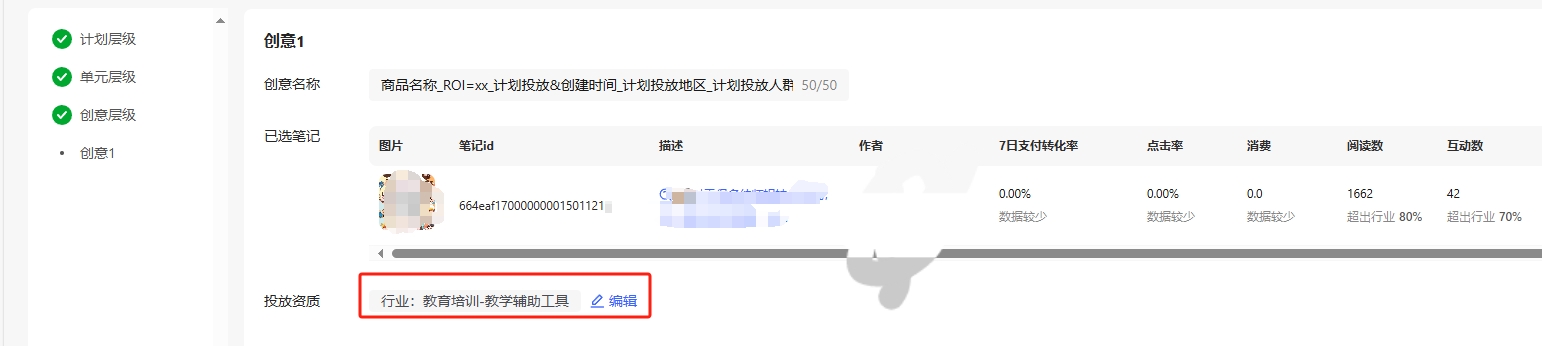 计划层级
单元层级
创意层级
创意1
创意1
创意名称 商品名称_ROI=xx_计划投放&创建时间_计划投放地区_计划投放人群 50/50
已选笔记
图片 笔记id 描述 作者 7日支付转化率 点击率 消费 阅读数 互动数
664eaf17000000001501121 0.00% 0.00% 0.0 1662 42
数据较少 数据较少 数据较少 超出行业 80% 超出行业 70%
投放资质 行业：教育培训-教学辅助工具 编辑